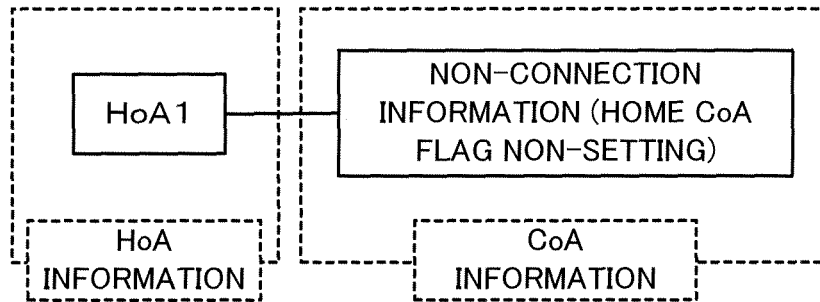 HoA1
NON-CONNECTION
INFORMATION (HOME CoA
FLAG NON-SETTING)
HoA
INFORMATION
CoA
INFORMATION